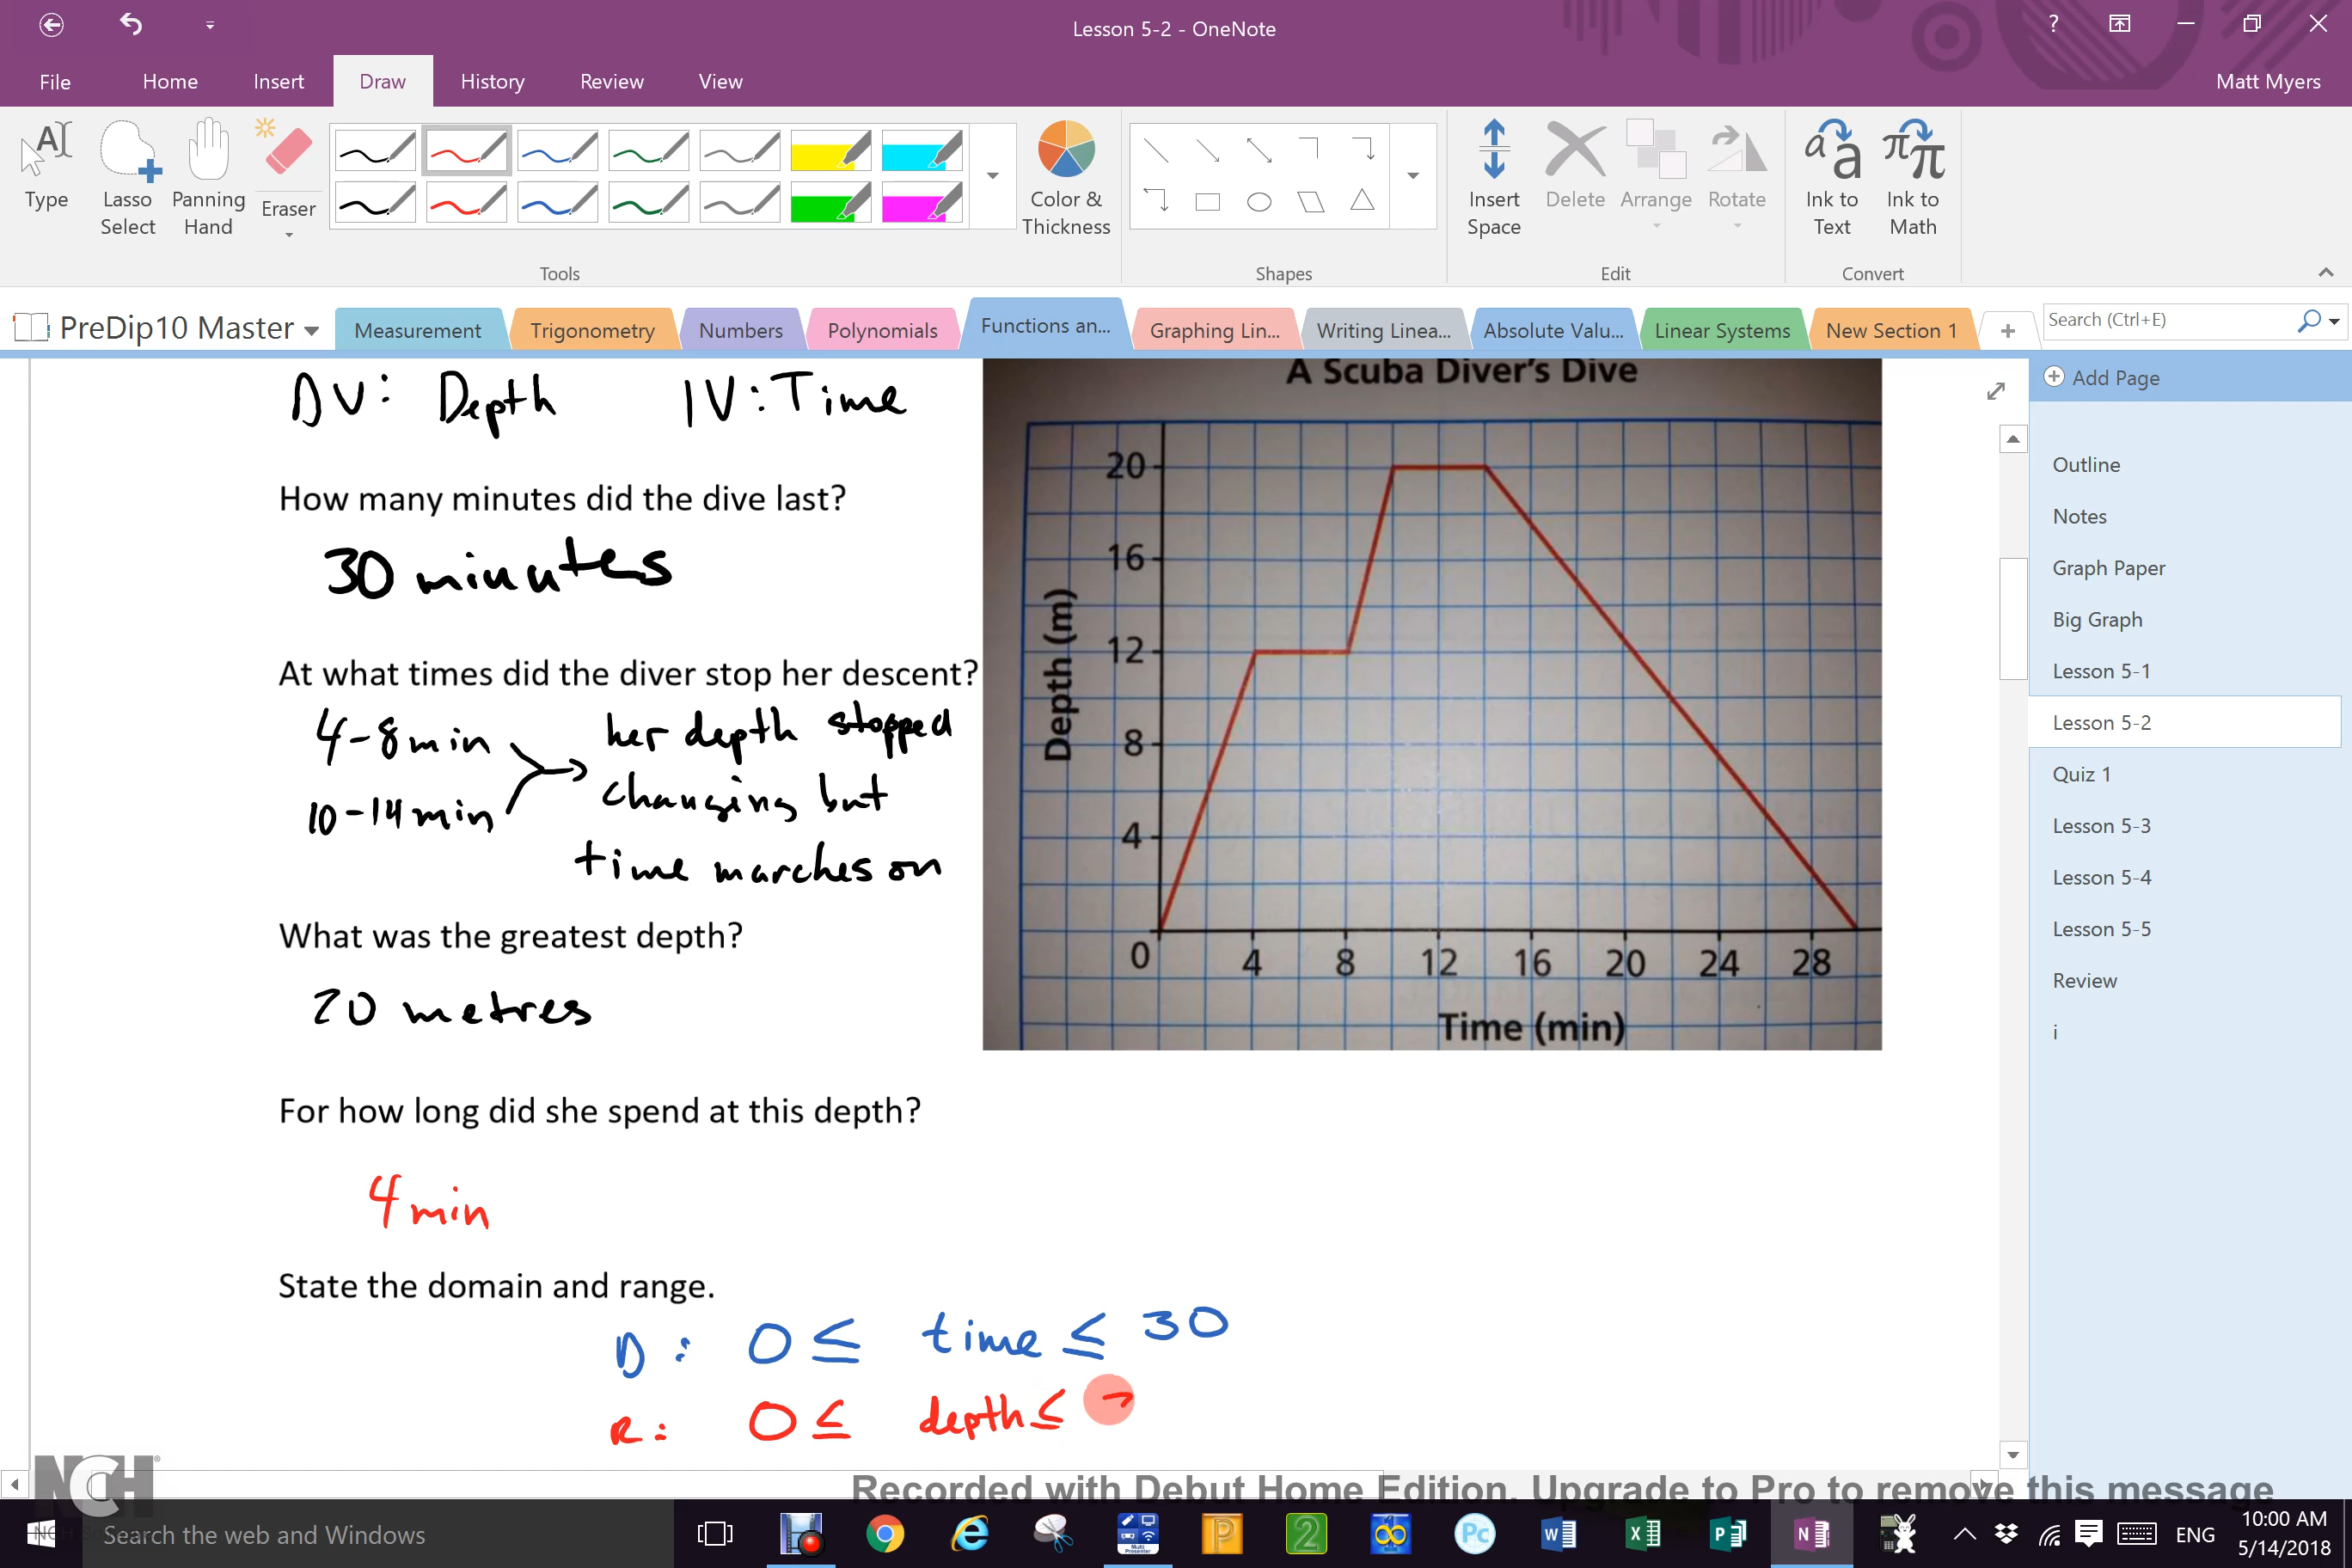 Lesson 5-2 - OneNote
?
File Home Insert Draw History Review View Matt Myers
Type
Lasso Select
Panning Hand
Eraser
Color & Thickness
Insert Space
Delete
Arrange
Rotate
Ink to Text
Ink to Math
Tools Shapes Edit Convert
PreDip10 Master Measurement Trigonometry Numbers Polynomials Functions an... Graphing Lin... Writing Linea... Absolute Valu... Linear Systems New Section 1 + Search (Ctrl+E)
DV: Depth IV: Time
How many minutes did the dive last?
30 minutes
At what times did the diver stop her descent?
4-8 min
10-14 min
her depth stopped
changing but
time marches on
What was the greatest depth?
20 metres
For how long did she spend at this depth?
4 min
State the domain and range.
D: 0 ≤ time ≤ 30
R: 0 ≤ depth ≤
A Scuba Diver's Dive
Depth (m)
20
16
12
8
4
0 4 8 12 16 20 24 28
Time (min)
Add Page
Outline
Notes
Graph Paper
Big Graph
Lesson 5-1
Lesson 5-2
Quiz 1
Lesson 5-3
Lesson 5-4
Lesson 5-5
Review
i
NCH
Recorded with Debut Home Edition. Upgrade to Pro to remove this message
Search the web and Windows
ENG
10:00 AM
5/14/2018